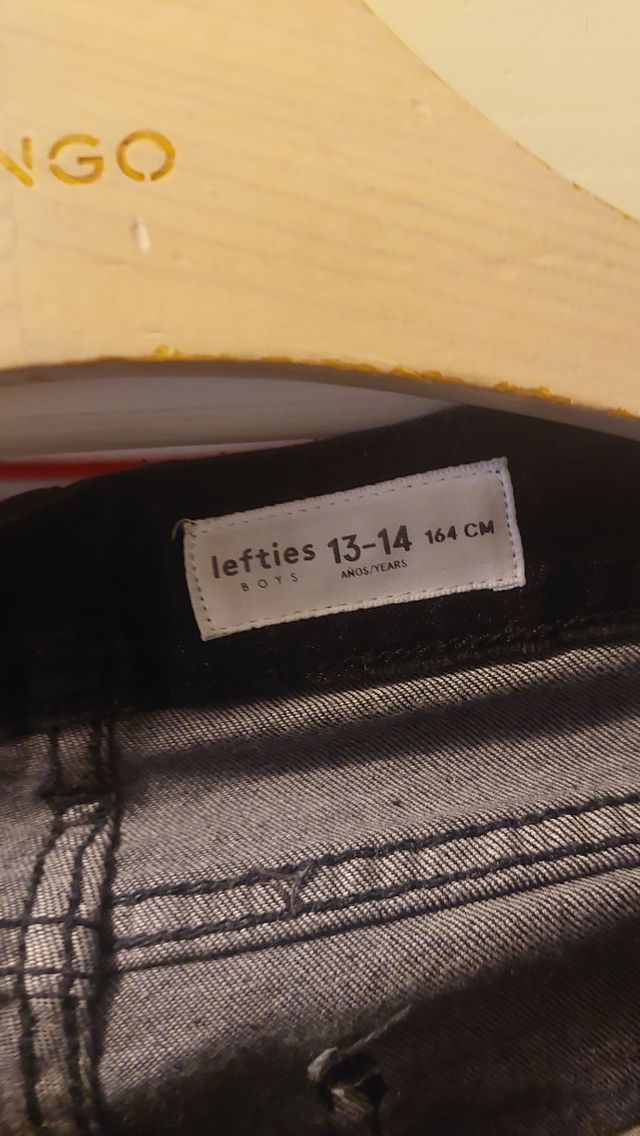 NGO
lefties 13-14 164 CM
BOYS AÑOS/YEARS